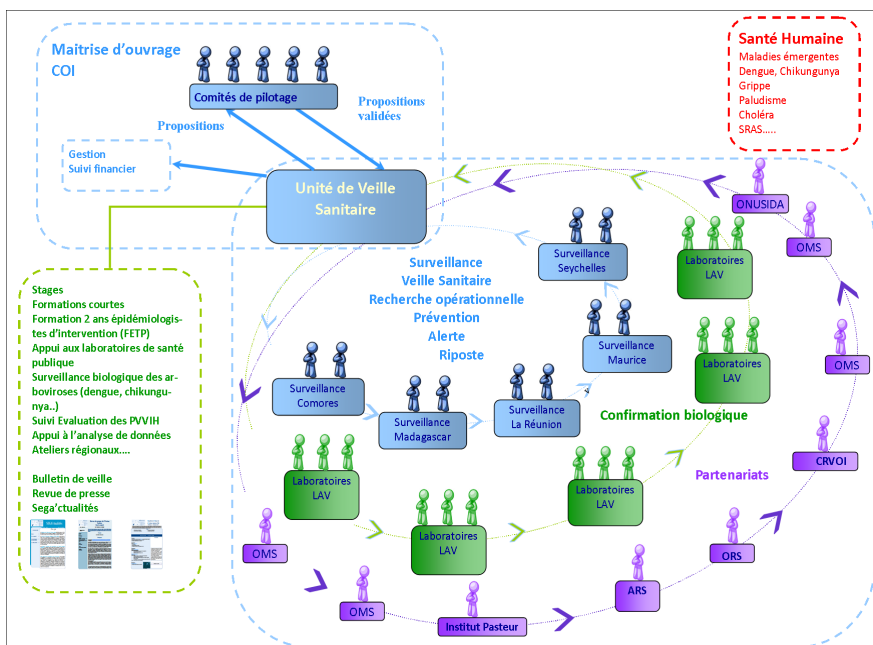 Maitrise d'ouvrage
COI
Comités de pilotage
Propositions
Propositions
validées
Gestion
Suivi financier
Unité de Veille
Sanitaire
Santé Humaine
Maladies émergentes
Dengue, Chikungunya
Grippe
Paludisme
Choléra
SRAS.....
Stages
Formations courtes
Formation 2 ans épidémiologis-
tes d'intervention (FETP)
Appui aux laboratoires de santé
publique
Surveillance biologique des ar-
boviroses (dengue, chikungu-
nya..)
Suivi Evaluation des PVVIH
Appui à l'analyse de données
Ateliers régionaux....
Bulletin de veille
Revue de presse
Sega'ctualités
Surveillance
Veille Sanitaire
Recherche opérationnelle
Prévention
Alerte
Riposte
Surveillance
Seychelles
Surveillance
Maurice
Surveillance
La Réunion
Surveillance
Madagascar
Surveillance
Comores
Confirmation biologique
Laboratoires
LAV
Laboratoires
LAV
Laboratoires
LAV
Laboratoires
LAV
Laboratoires
LAV
Partenariats
ONUSIDA
OMS
OMS
CRVOI
ORS
ARS
Institut Pasteur
OMS
OMS